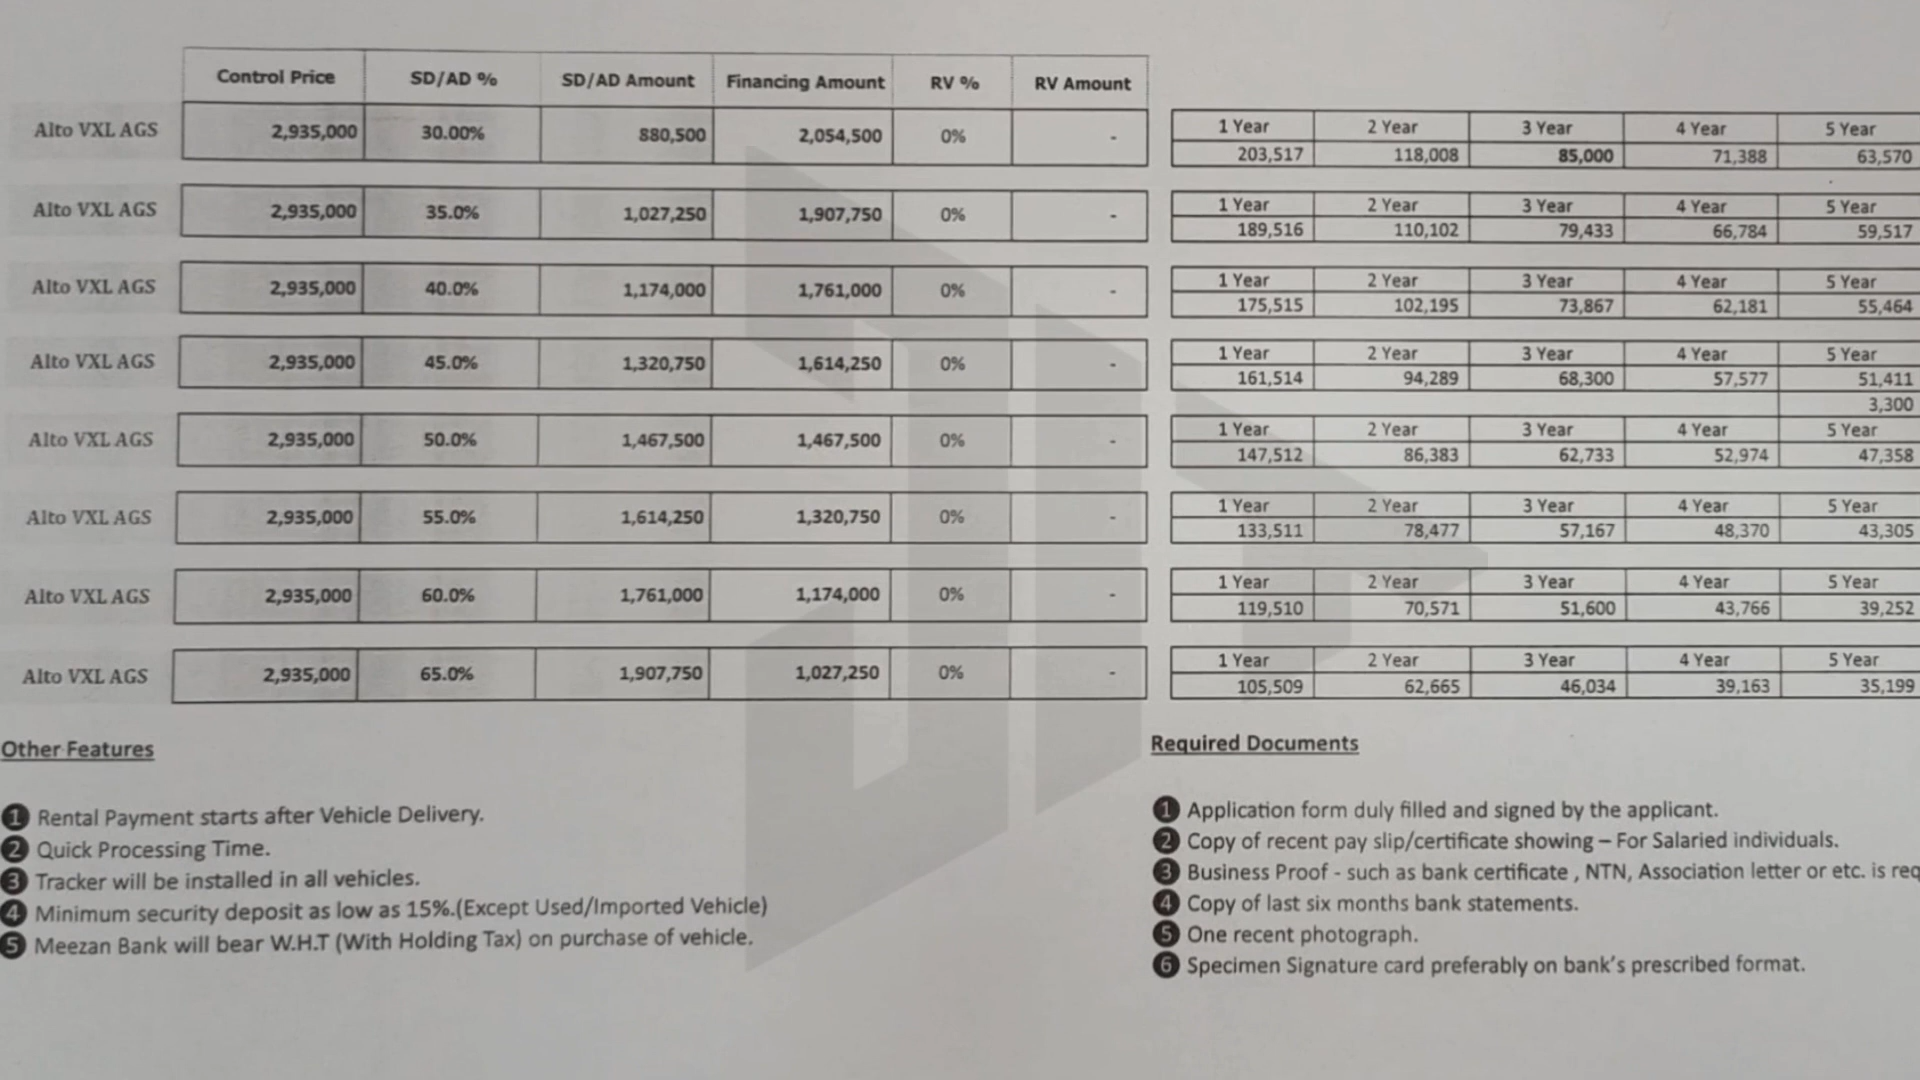 Control Price SD/AD % SD/AD Amount Financing Amount RV % RV Amount
Alto VXL AGS 2,935,000 30.00% 880,500 2,054,500 0% -
1 Year 2 Year 3 Year 4 Year 5 Year
203,517 118,008 85,000 71,388 63,570
Alto VXL AGS 2,935,000 35.0% 1,027,250 1,907,750 0% -
1 Year 2 Year 3 Year 4 Year 5 Year
189,516 110,102 79,433 66,784 59,517
Alto VXL AGS 2,935,000 40.0% 1,174,000 1,761,000 0% -
1 Year 2 Year 3 Year 4 Year 5 Year
175,515 102,195 73,867 62,181 55,464
Alto VXL AGS 2,935,000 45.0% 1,320,750 1,614,250 0% -
1 Year 2 Year 3 Year 4 Year 5 Year
161,514 94,289 68,300 57,577 51,411
3,300
Alto VXL AGS 2,935,000 50.0% 1,467,500 1,467,500 0% -
1 Year 2 Year 3 Year 4 Year 5 Year
147,512 86,383 62,733 52,974 47,358
Alto VXL AGS 2,935,000 55.0% 1,614,250 1,320,750 0% -
1 Year 2 Year 3 Year 4 Year 5 Year
133,511 78,477 57,167 48,370 43,305
Alto VXL AGS 2,935,000 60.0% 1,761,000 1,174,000 0% -
1 Year 2 Year 3 Year 4 Year 5 Year
119,510 70,571 51,600 43,766 39,252
Alto VXL AGS 2,935,000 65.0% 1,907,750 1,027,250 0% -
1 Year 2 Year 3 Year 4 Year 5 Year
105,509 62,665 46,034 39,163 35,199
Other Features
1 Rental Payment starts after Vehicle Delivery.
2 Quick Processing Time.
3 Tracker will be installed in all vehicles.
4 Minimum security deposit as low as 15%.(Except Used/Imported Vehicle)
5 Meezan Bank will bear W.H.T (With Holding Tax) on purchase of vehicle.
Required Documents
1 Application form duly filled and signed by the applicant.
2 Copy of recent pay slip/certificate showing – For Salaried individuals.
3 Business Proof - such as bank certificate , NTN, Association letter or etc. is req
4 Copy of last six months bank statements.
5 One recent photograph.
6 Specimen Signature card preferably on bank's prescribed format.